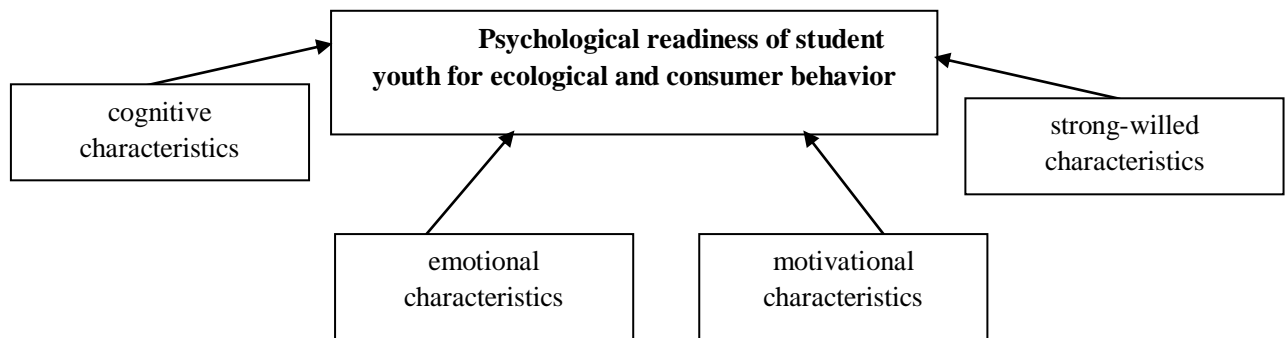 Psychological readiness of student
youth for ecological and consumer behavior
cognitive
characteristics
strong-willed
characteristics
emotional
characteristics
motivational
characteristics